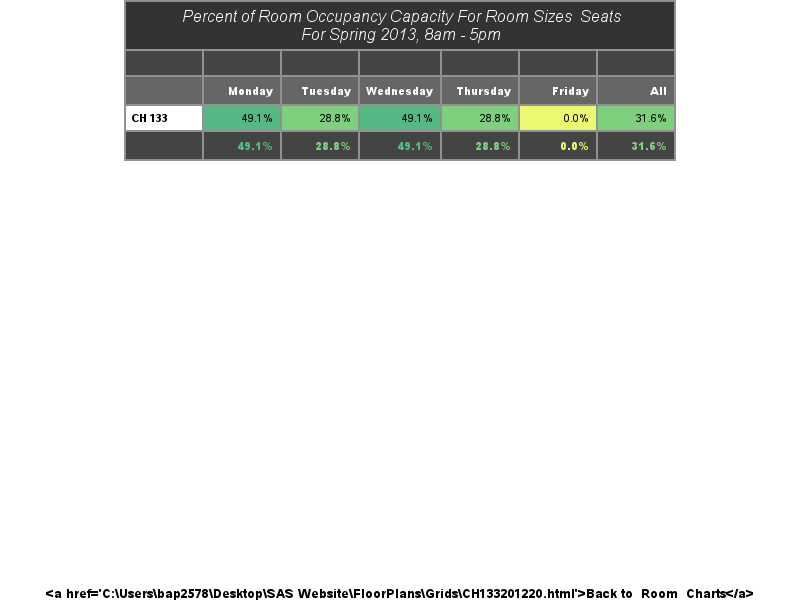 Percent of Room Occupancy Capacity For Room Sizes  Seats
For Spring 2013, 8am - 5pm
Monday Tuesday Wednesday Thursday Friday All
CH 133 49.1% 28.8% 49.1% 28.8% 0.0% 31.6%
49.1% 28.8% 49.1% 28.8% 0.0% 31.6%
<a href='C:\Users\bap2578\Desktop\SAS Website\FloorPlans\Grids\CH133201220.html'>Back to  Room  Charts</a>